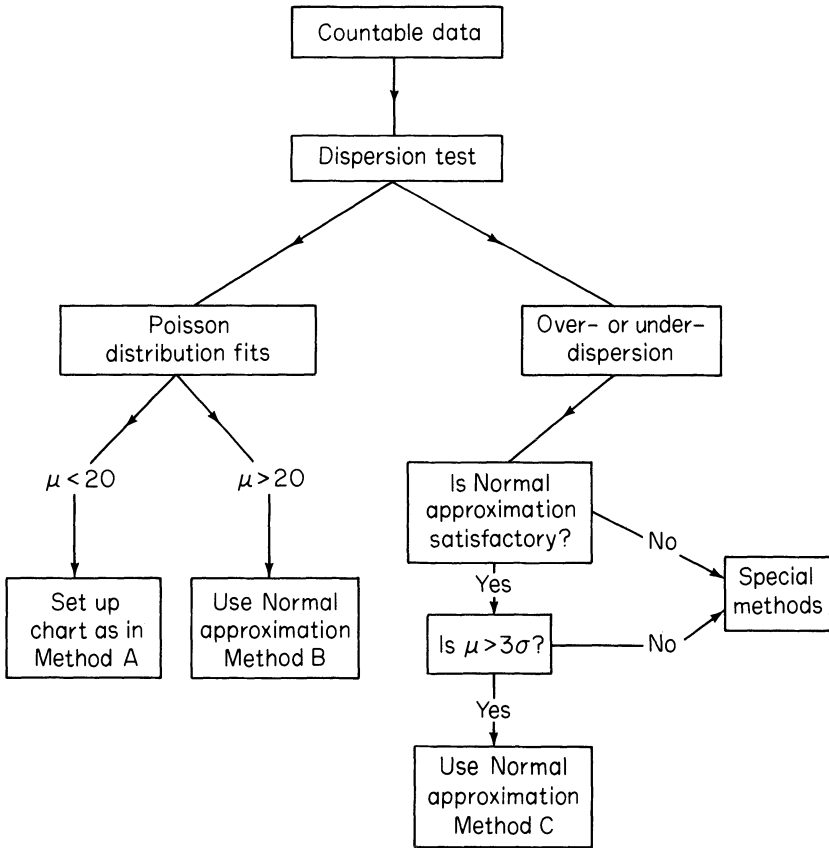 Countable data
Dispersion test
Poisson
distribution fits
Over- or under-
dispersion
μ < 20
μ > 20
Is Normal
approximation
satisfactory?
No
Yes
Special
methods
Set up
chart as in
Method A
Use Normal
approximation
Method B
Is μ > 3σ?
No
Yes
Use Normal
approximation
Method C